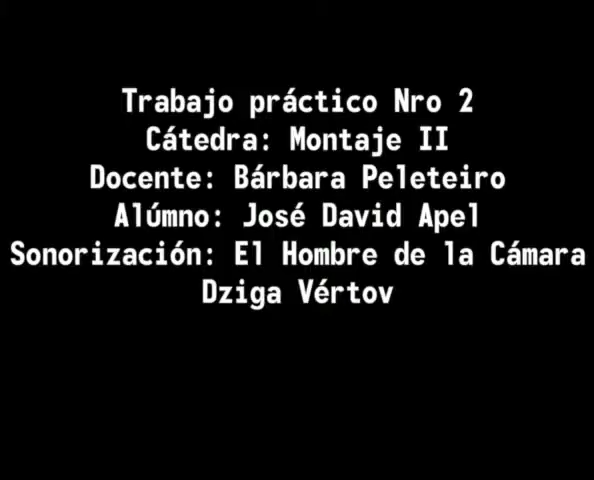 Trabajo práctico Nro 2
Cátedra: Montaje II
Docente: Bárbara Peleteiro
Alúmno: José David Apel
Sonorización: El Hombre de la Cámara
Dziga Vértov